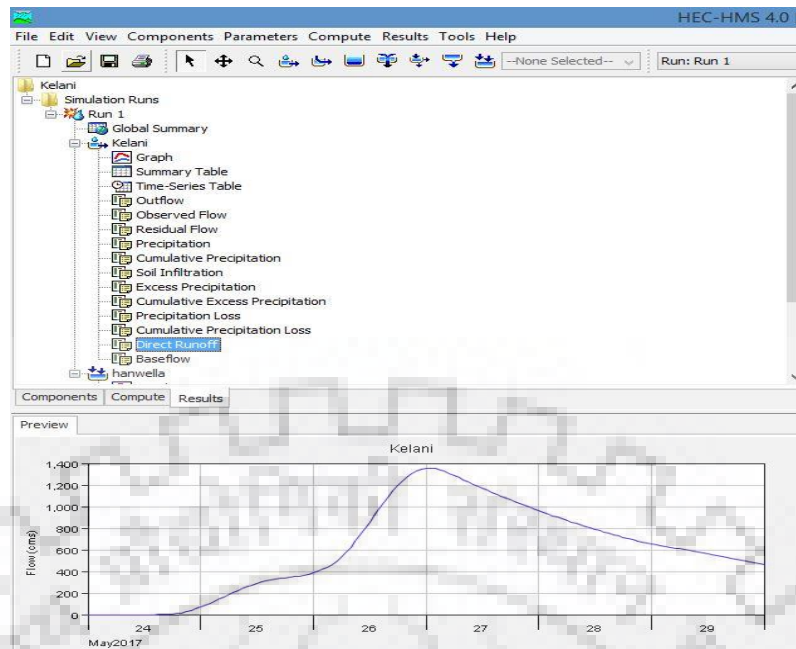 HEC-HMS 4.0
File Edit View Components Parameters Compute Results Tools Help
--None Selected-- Run: Run 1
Kelani
Simulation Runs
Run 1
Global Summary
Kelani
Graph
Summary Table
Time-Series Table
Outflow
Observed Flow
Residual Flow
Precipitation
Cumulative Precipitation
Soil Infiltration
Excess Precipitation
Cumulative Excess Precipitation
Precipitation Loss
Cumulative Precipitation Loss
Direct Runoff
Baseflow
hanwella
Components Compute Results
Preview
Kelani
1,400
1,200
1,000
800
600
400
200
0
Flow (cms)
24 25 26 27 28 29
May2017